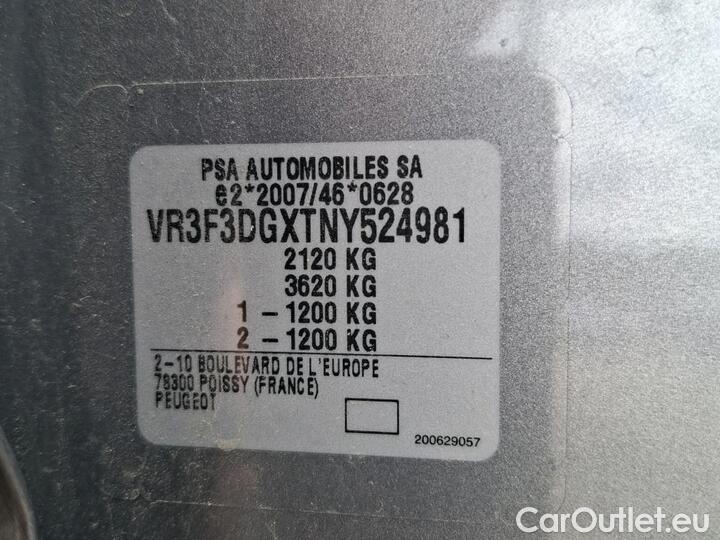 PSA AUTOMOBILES SA
e2*2007/46*0628
VR3F3DGXTNY524981
2120 KG
3620 KG
1 - 1200 KG
2 - 1200 KG
2-10 BOULEVARD DE L'EUROPE
78300 POISSY (FRANCE)
PEUGEOT
200629057
CarOutlet.eu